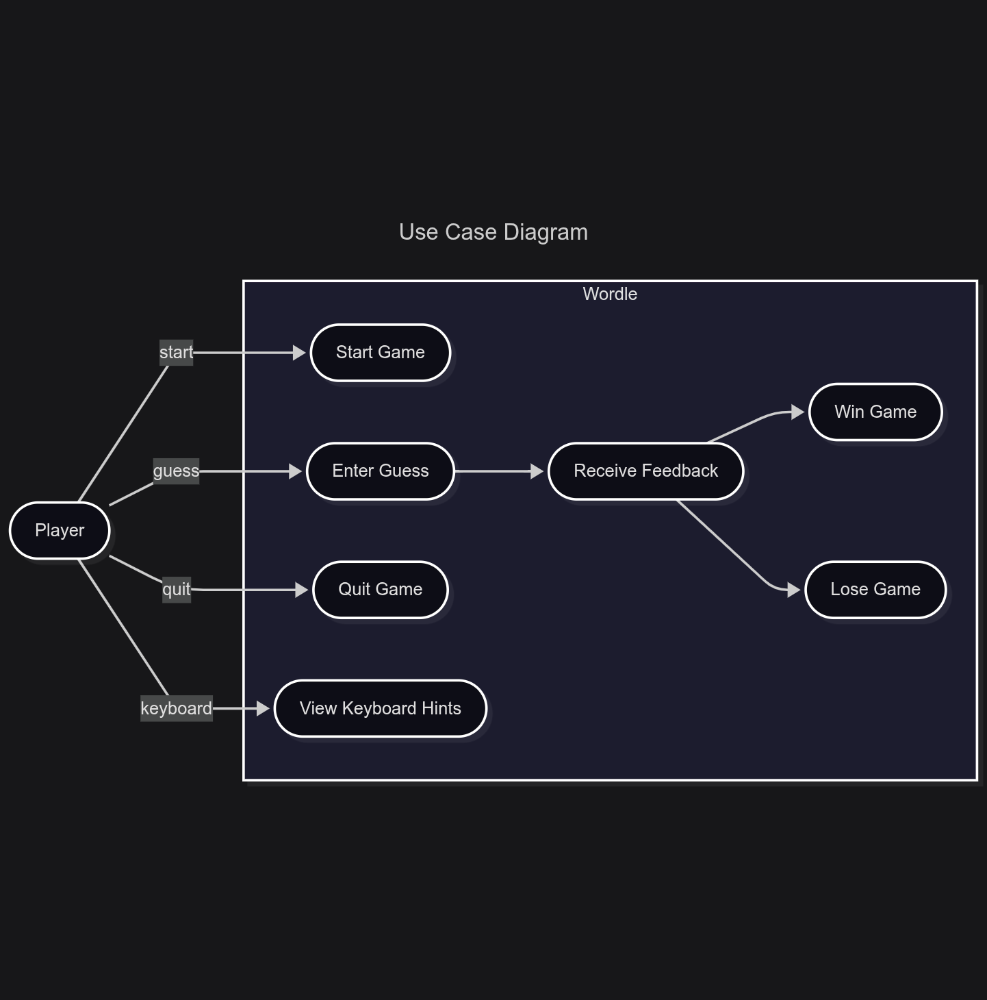 Use Case Diagram
Wordle
start
Start Game
Win Game
guess
Enter Guess
Receive Feedback
Player
quit
Quit Game
Lose Game
keyboard
View Keyboard Hints